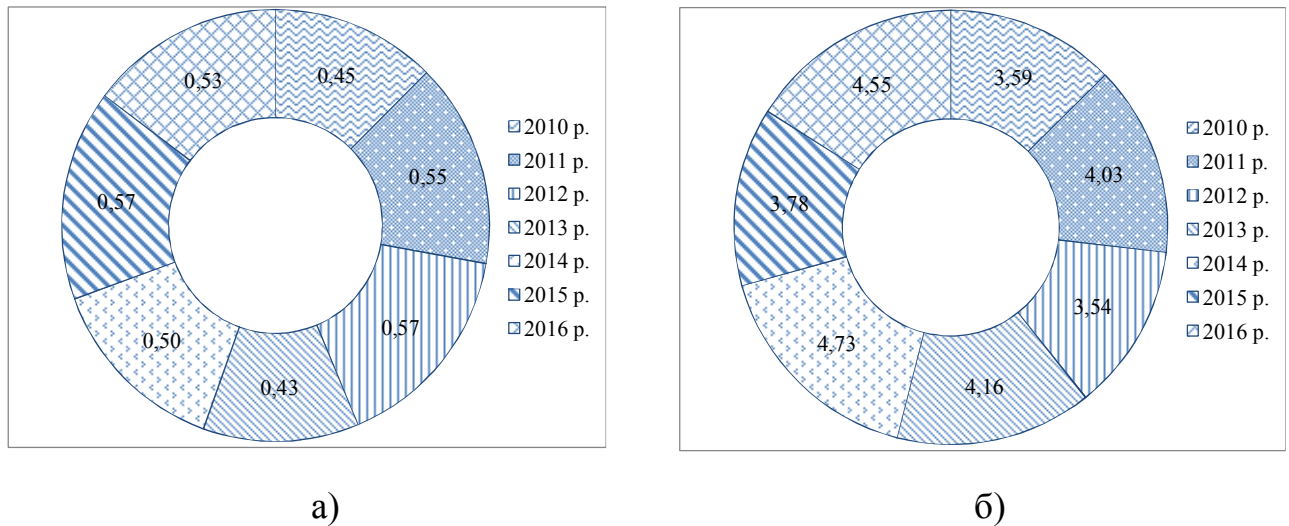 0,45
0,55
0,57
0,43
0,50
0,57
0,53
2010 р.
2011 р.
2012 р.
2013 р.
2014 р.
2015 р.
2016 р.
а)
3,59
4,03
3,54
4,16
4,73
3,78
4,55
2010 р.
2011 р.
2012 р.
2013 р.
2014 р.
2015 р.
2016 р.
б)